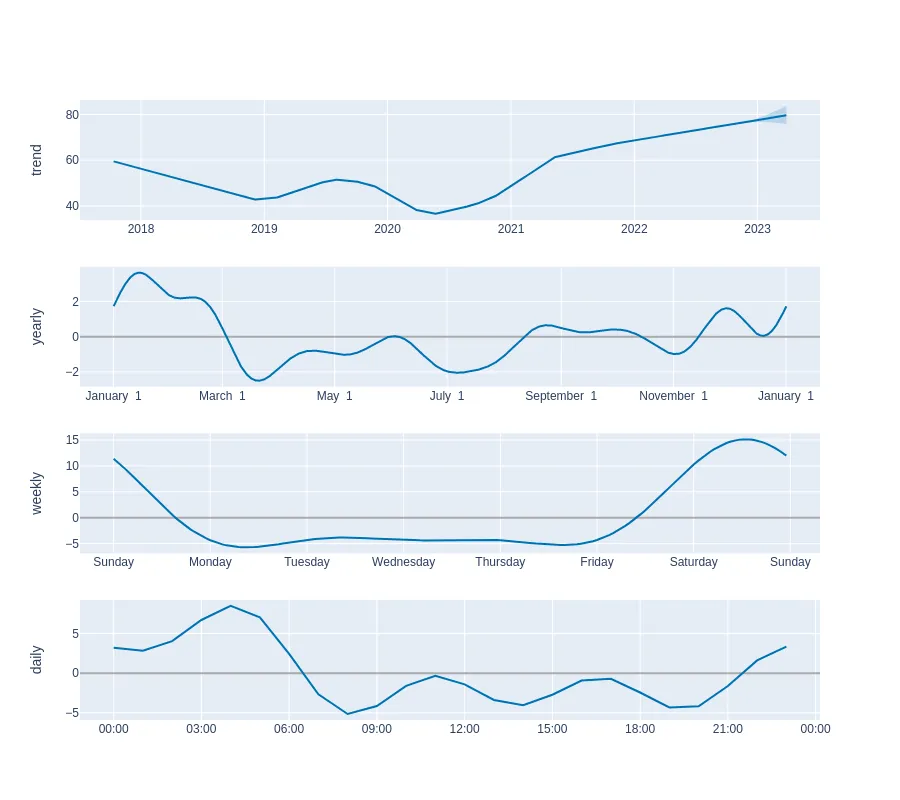 80
60
40
trend
2018 2019 2020 2021 2022 2023
2
0
−2
yearly
January 1 March 1 May 1 July 1 September 1 November 1 January 1
15
10
5
0
−5
weekly
Sunday Monday Tuesday Wednesday Thursday Friday Saturday Sunday
5
0
−5
daily
00:00 03:00 06:00 09:00 12:00 15:00 18:00 21:00 00:00